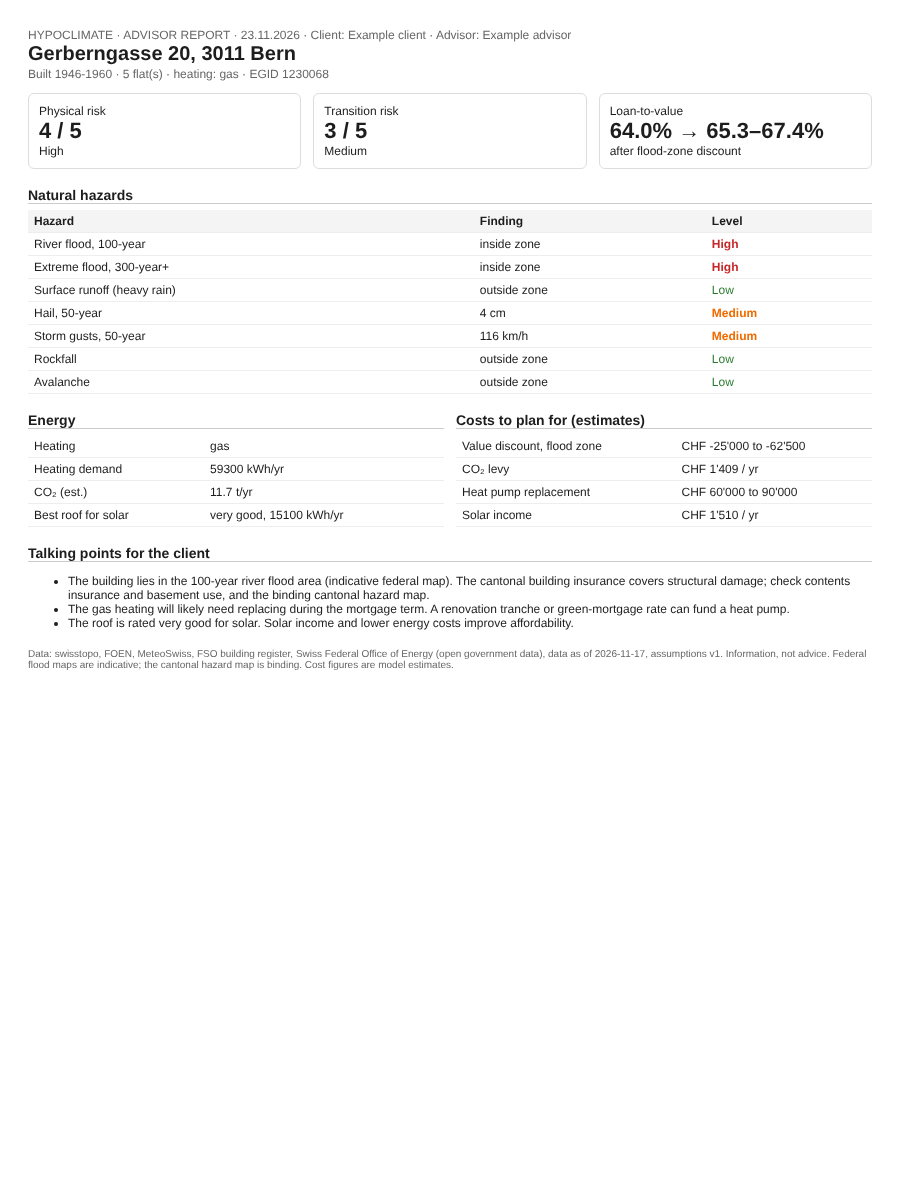 HYPOCLIMATE · ADVISOR REPORT · 23.11.2026 · Client: Example client · Advisor: Example advisor
Gerberngasse 20, 3011 Bern
Built 1946-1960 · 5 flat(s) · heating: gas · EGID 1230068
Physical risk
4 / 5
High
Transition risk
3 / 5
Medium
Loan-to-value
64.0% → 65.3–67.4%
after flood-zone discount
Natural hazards
Hazard Finding Level
River flood, 100-year inside zone High
Extreme flood, 300-year+ inside zone High
Surface runoff (heavy rain) outside zone Low
Hail, 50-year 4 cm Medium
Storm gusts, 50-year 116 km/h Medium
Rockfall outside zone Low
Avalanche outside zone Low
Energy
Heating gas
Heating demand 59300 kWh/yr
CO₂ (est.) 11.7 t/yr
Best roof for solar very good, 15100 kWh/yr
Costs to plan for (estimates)
Value discount, flood zone CHF -25'000 to -62'500
CO₂ levy CHF 1'409 / yr
Heat pump replacement CHF 60'000 to 90'000
Solar income CHF 1'510 / yr
Talking points for the client
• The building lies in the 100-year river flood area (indicative federal map). The cantonal building insurance covers structural damage; check contents
insurance and basement use, and the binding cantonal hazard map.
• The gas heating will likely need replacing during the mortgage term. A renovation tranche or green-mortgage rate can fund a heat pump.
• The roof is rated very good for solar. Solar income and lower energy costs improve affordability.
Data: swisstopo, FOEN, MeteoSwiss, FSO building register, Swiss Federal Office of Energy (open government data), data as of 2026-11-17, assumptions v1. Information, not advice. Federal
flood maps are indicative; the cantonal hazard map is binding. Cost figures are model estimates.